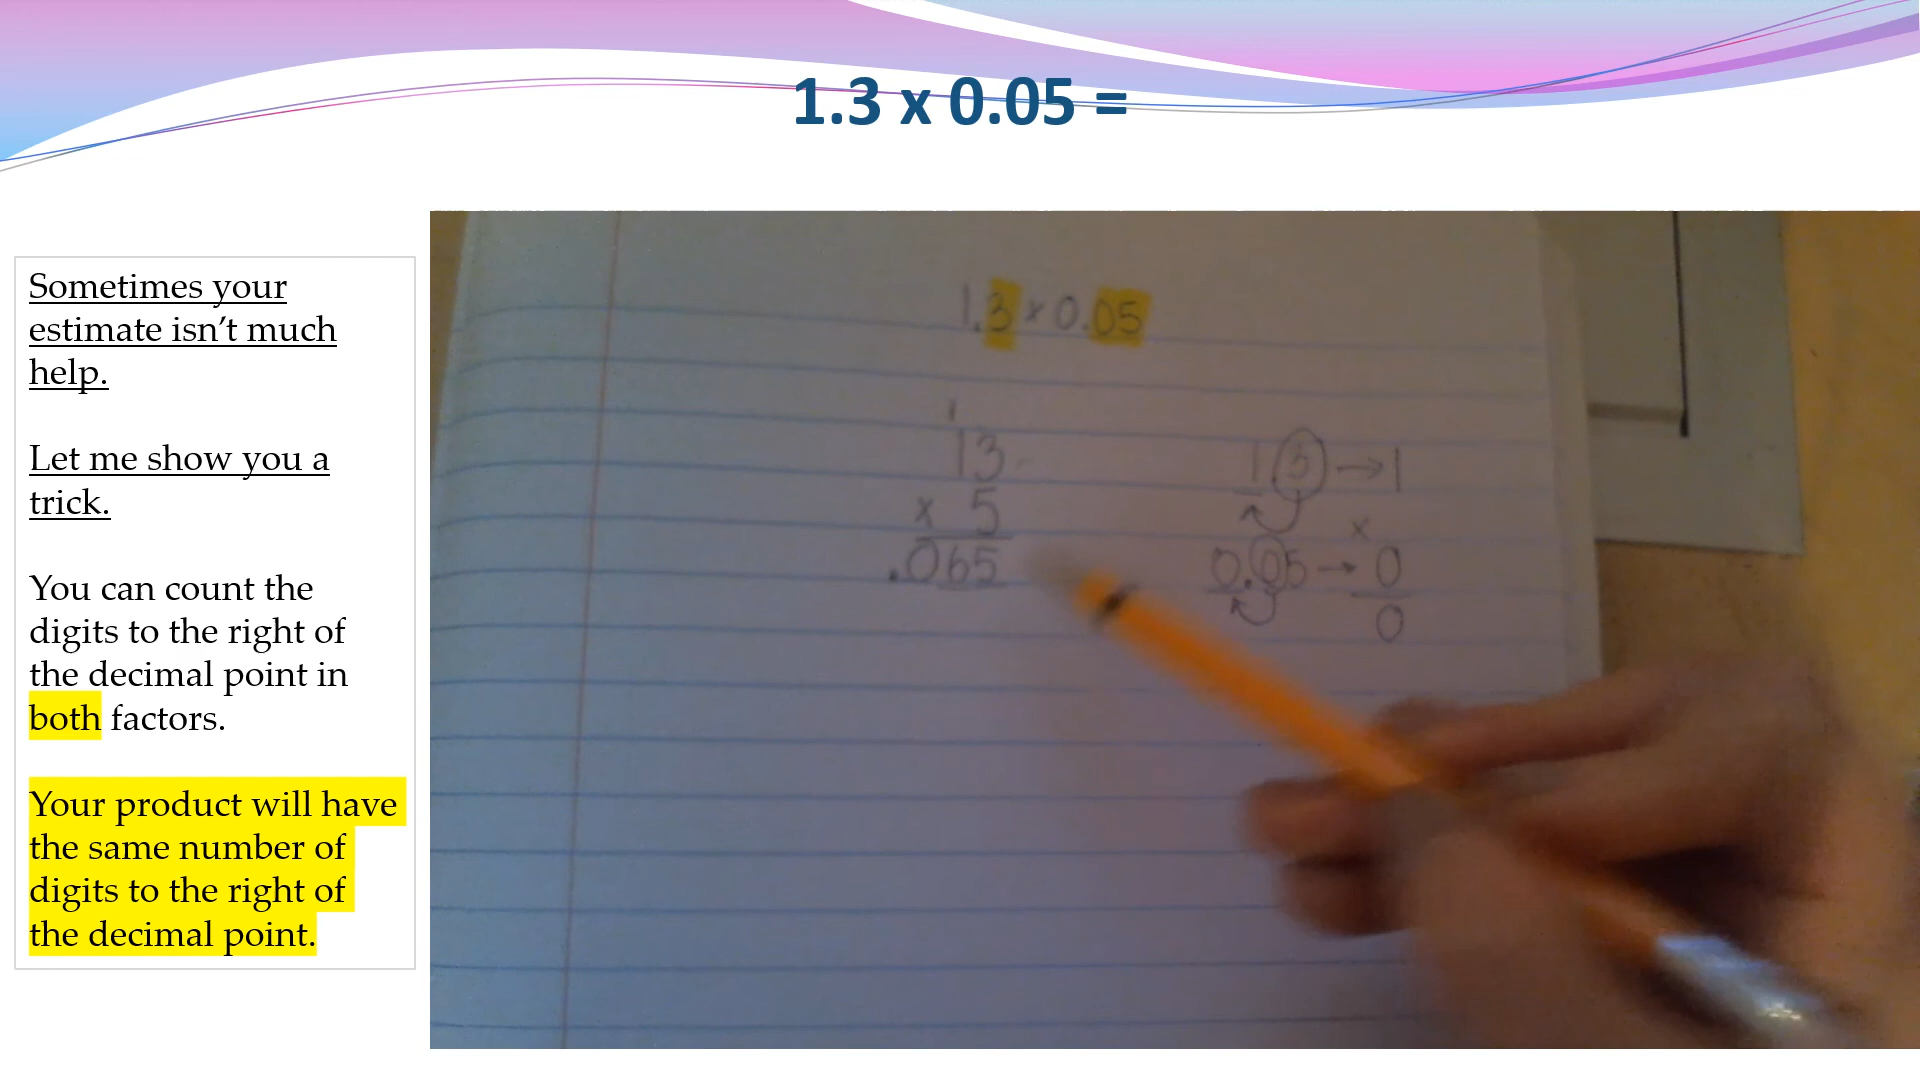 1.3 x 0.05 =
Sometimes your
estimate isn’t much
help.
Let me show you a
trick.
You can count the
digits to the right of
the decimal point in
both factors.
Your product will have
the same number of
digits to the right of
the decimal point.
1.3 x 0.05
1
13
x 5
.065
1 3 → 1
x
0.05 → 0
0